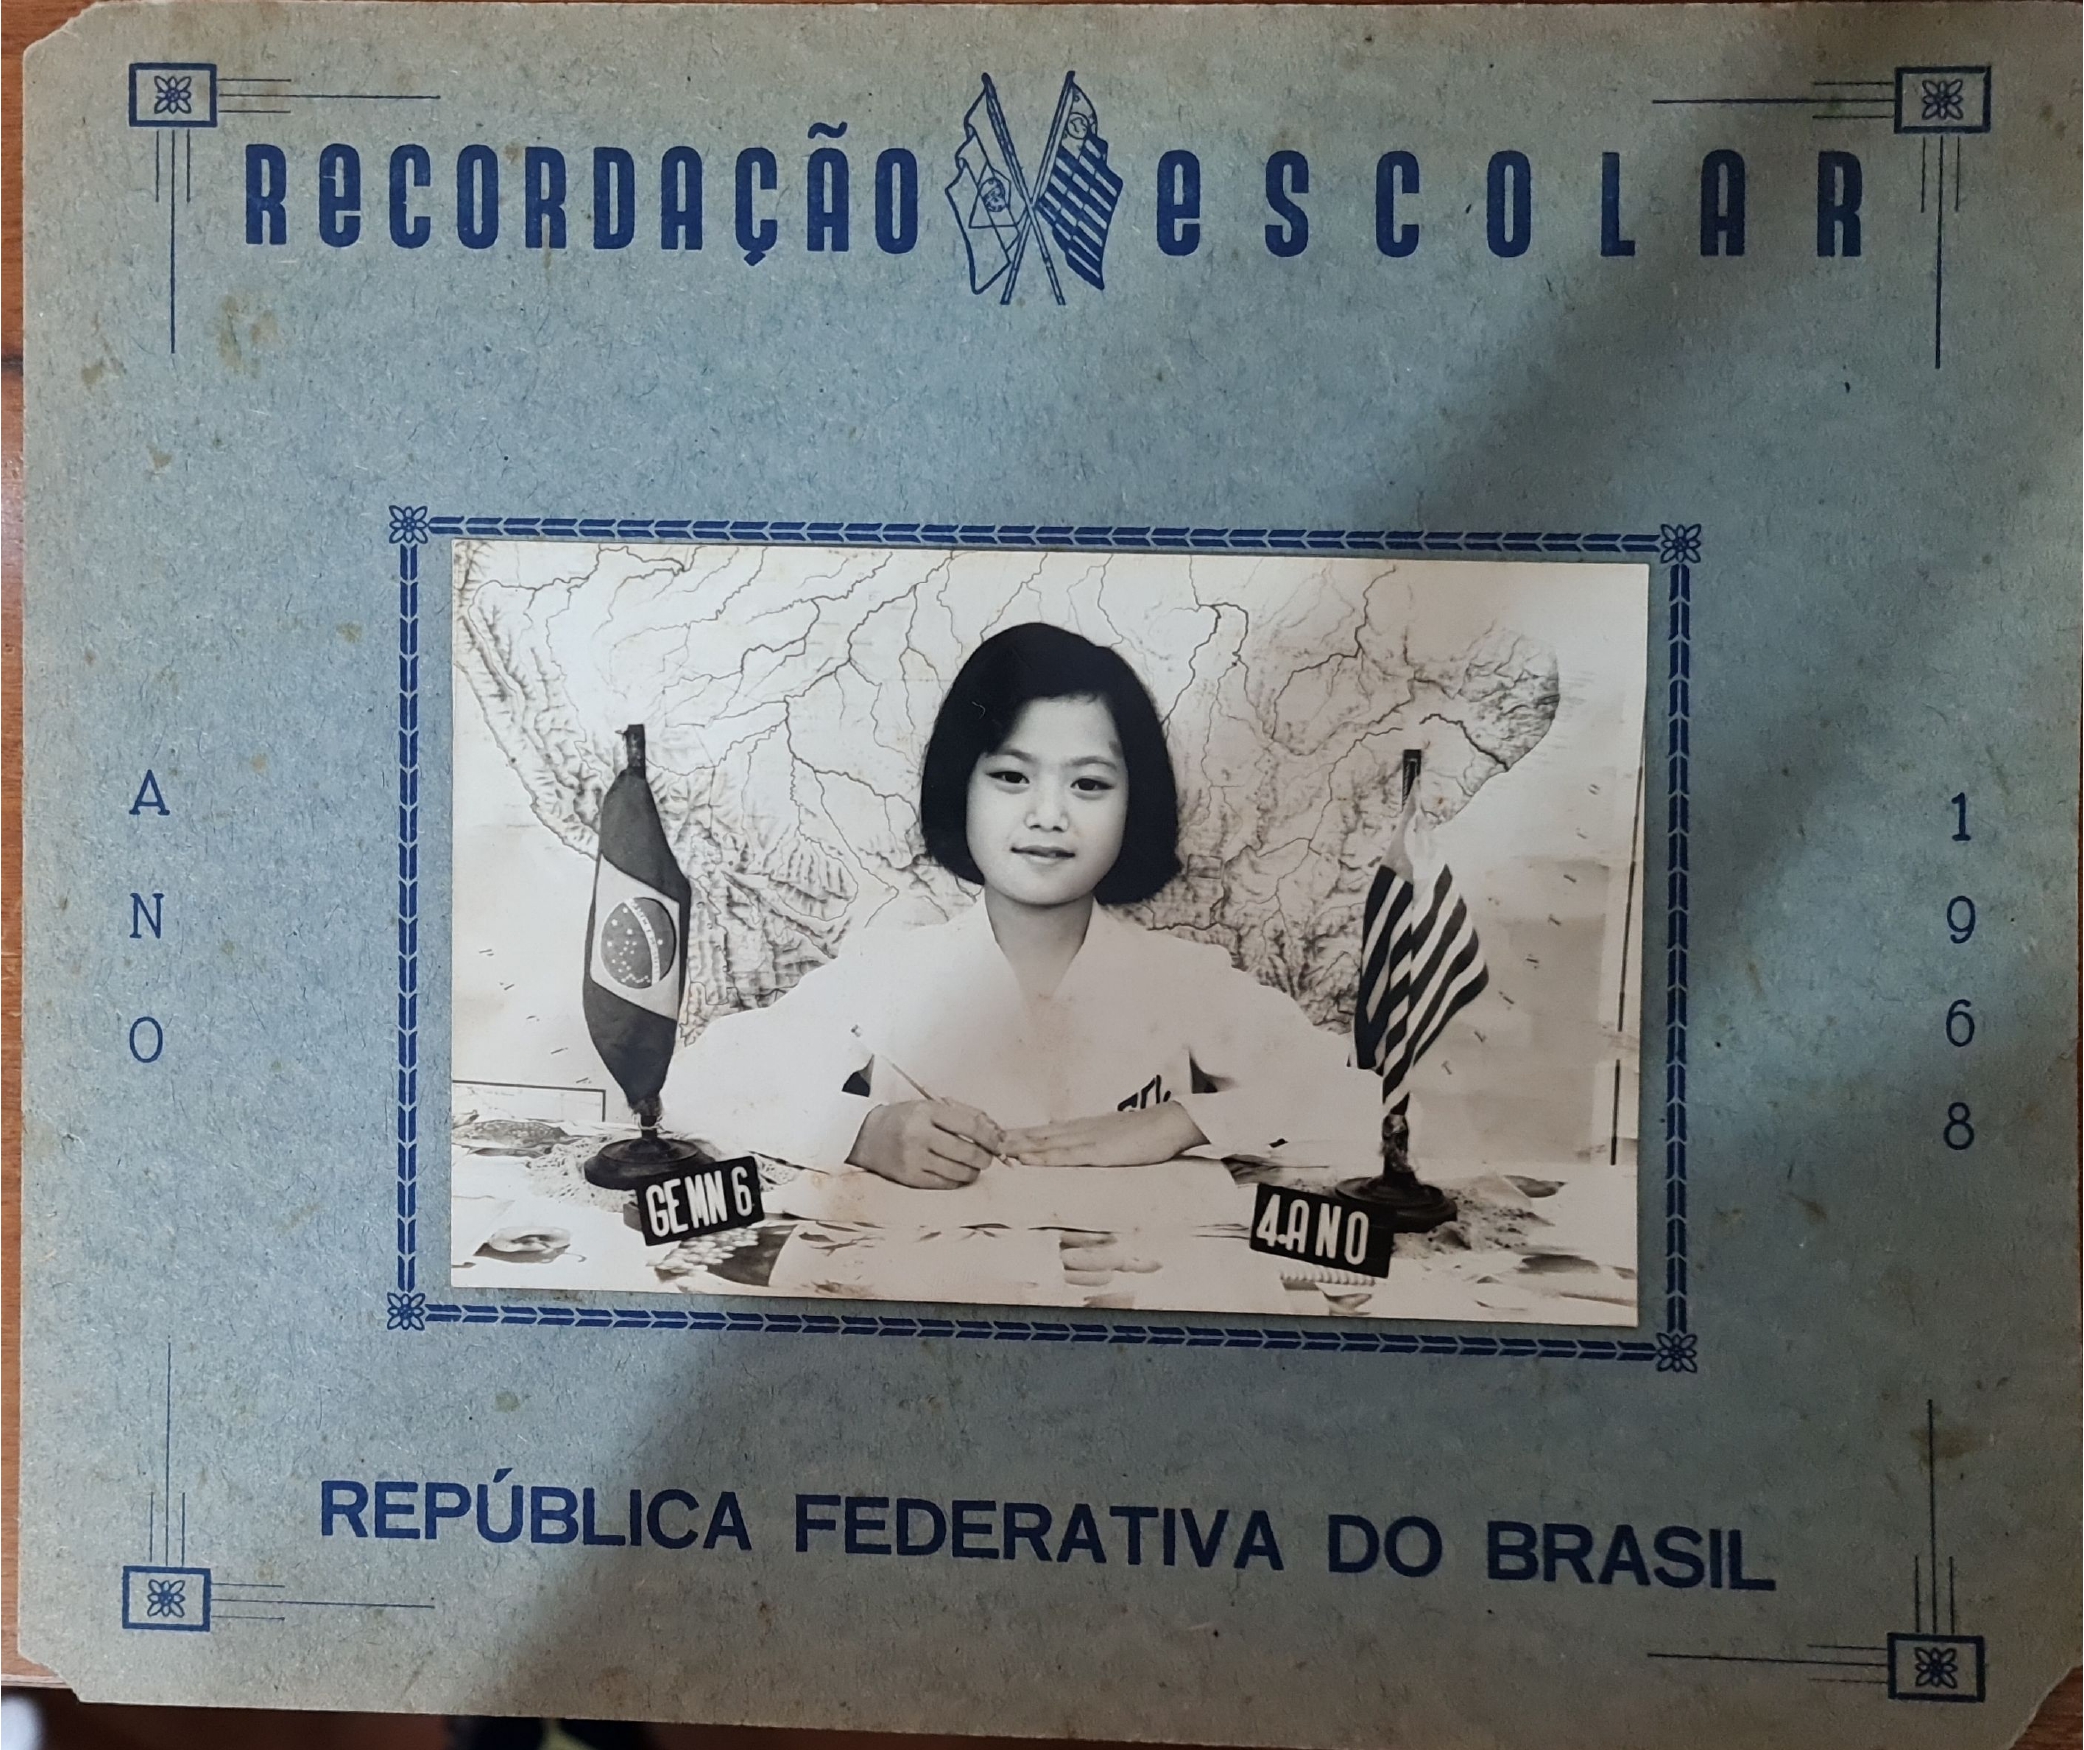 RECORDAÇÃO ESCOLAR
ANO
1968
GEMN 6
4.ANO
REPÚBLICA FEDERATIVA DO BRASIL